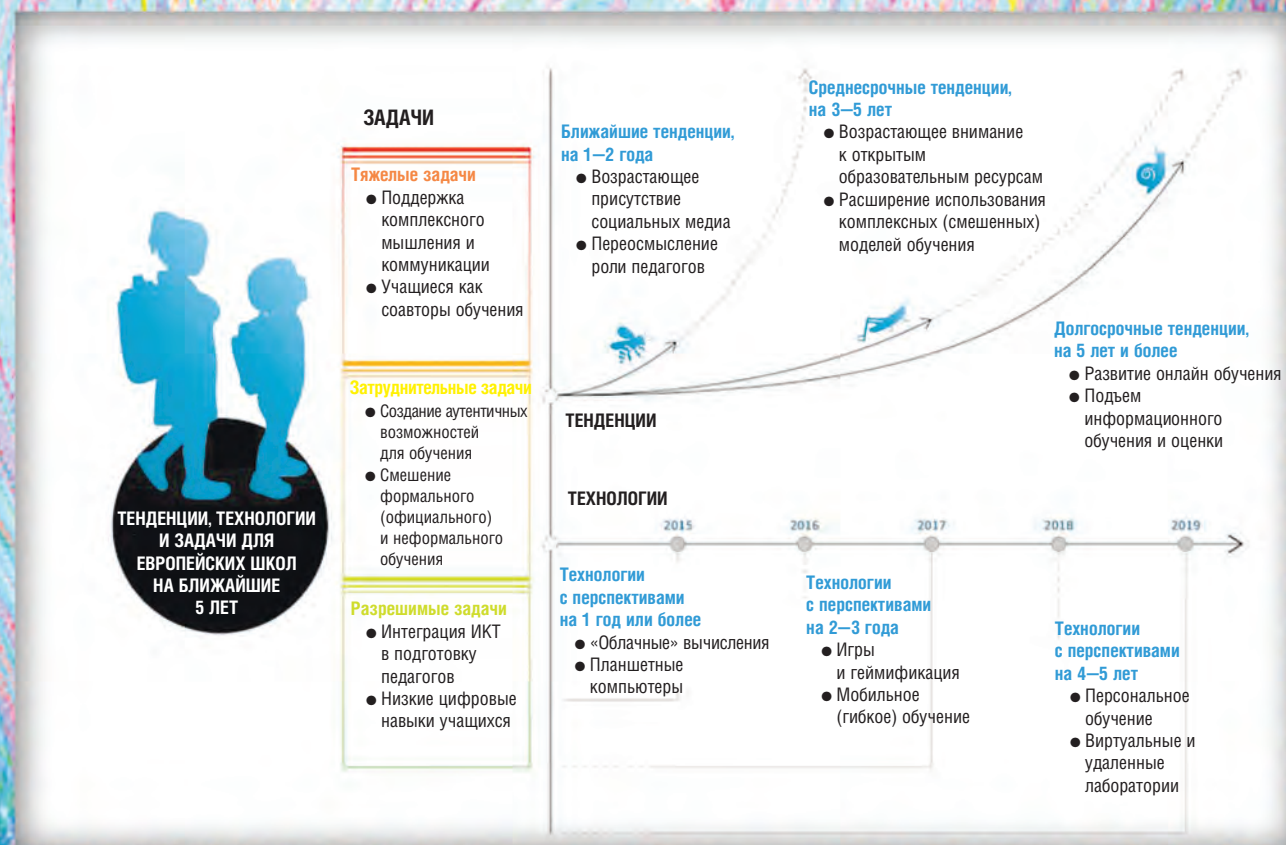 ЗАДАЧИ
Тяжелые задачи
● Поддержка
комплексного
мышления и
коммуникации
● Учащиеся как
соавторы обучения
Затруднительные задачи
● Создание аутентичных
возможностей
для обучения
● Смешение
формального
(официального)
и неформального
обучения
Разрешимые задачи
● Интеграция ИКТ
в подготовку
педагогов
● Низкие цифровые
навыки учащихся
ТЕНДЕНЦИИ, ТЕХНОЛОГИИ
И ЗАДАЧИ ДЛЯ
ЕВРОПЕЙСКИХ ШКОЛ
НА БЛИЖАЙШИЕ
5 ЛЕТ
Ближайшие тенденции,
на 1—2 года
● Возрастающее
присутствие
социальных медиа
● Переосмысление
роли педагогов
Среднесрочные тенденции,
на 3—5 лет
● Возрастающее внимание
к открытым
образовательным ресурсам
● Расширение использования
комплексных (смешенных)
моделей обучения
Долгосрочные тенденции,
на 5 лет и более
● Развитие онлайн обучения
● Подъем
информационного
обучения и оценки
ТЕНДЕНЦИИ
ТЕХНОЛОГИИ
2015 2016 2017 2018 2019
Технологии
с перспективами
на 1 год или более
● «Облачные» вычисления
● Планшетные
компьютеры
Технологии
с перспективами
на 2—3 года
● Игры
и геймификация
● Мобильное
(гибкое) обучение
Технологии
с перспективами
на 4—5 лет
● Персональное
обучение
● Виртуальные и
удаленные
лаборатории